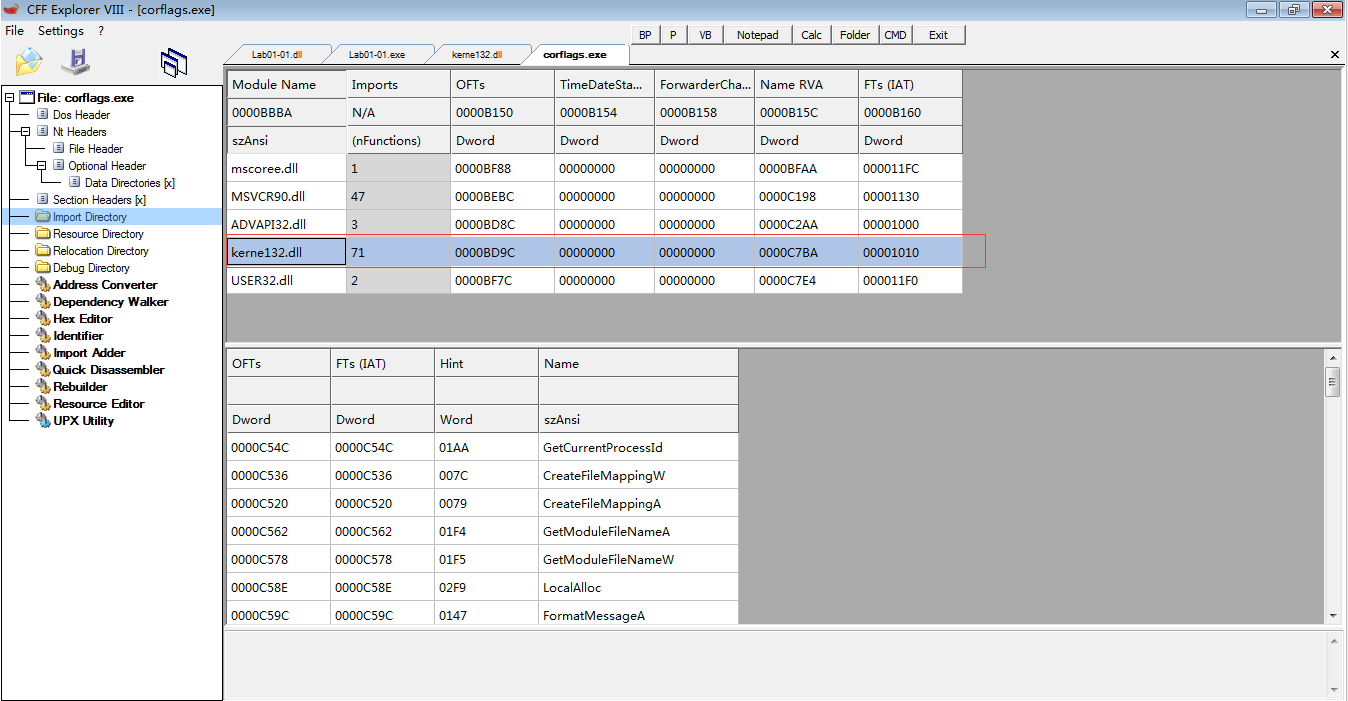 CFF Explorer VIII - [corflags.exe]
File Settings ?
BP P VB Notepad Calc Folder CMD Exit
Lab01-01.dll Lab01-01.exe kerne132.dll corflags.exe
File: corflags.exe
Dos Header
Nt Headers
File Header
Optional Header
Data Directories [x]
Section Headers [x]
Import Directory
Resource Directory
Relocation Directory
Debug Directory
Address Converter
Dependency Walker
Hex Editor
Identifier
Import Adder
Quick Disassembler
Rebuilder
Resource Editor
UPX Utility
Module Name Imports OFTs TimeDateSta... ForwarderCha... Name RVA FTs (IAT)
0000BBBA N/A 0000B150 0000B154 0000B158 0000B15C 0000B160
szAnsi (nFunctions) Dword Dword Dword Dword Dword
mscoree.dll 1 0000BF88 00000000 00000000 0000BFAA 000011FC
MSVCR90.dll 47 0000BEBC 00000000 00000000 0000C198 00001130
ADVAPI32.dll 3 0000BD8C 00000000 00000000 0000C2AA 00001000
kerne132.dll 71 0000BD9C 00000000 00000000 0000C7BA 00001010
USER32.dll 2 0000BF7C 00000000 00000000 0000C7E4 000011F0
OFTs FTs (IAT) Hint Name
Dword Dword Word szAnsi
0000C54C 0000C54C 01AA GetCurrentProcessId
0000C536 0000C536 007C CreateFileMappingW
0000C520 0000C520 0079 CreateFileMappingA
0000C562 0000C562 01F4 GetModuleFileNameA
0000C578 0000C578 01F5 GetModuleFileNameW
0000C58E 0000C58E 02F9 LocalAlloc
0000C59C 0000C59C 0147 FormatMessageA